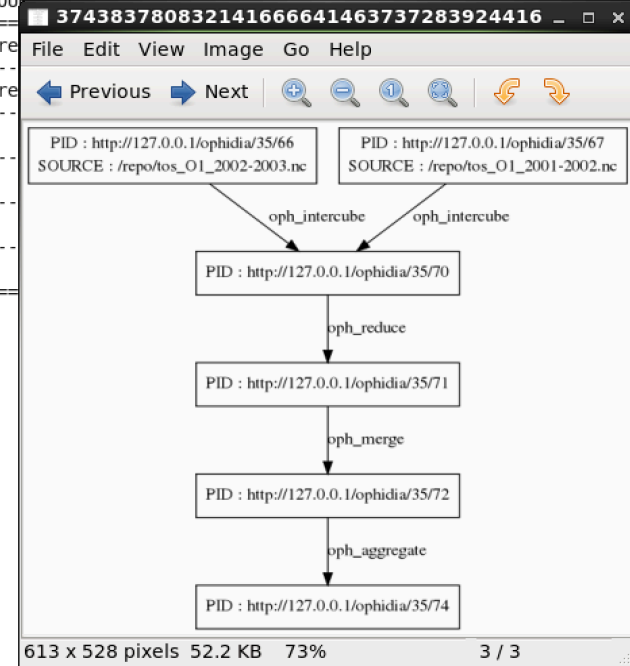 37438378083214166664146373728392441 6
File Edit View Image Go Help
Previous Next
PID : http://127.0.0.1/ophidia/35/66
SOURCE : /repo/tos_O1_2002-2003.nc
PID : http://127.0.0.1/ophidia/35/67
SOURCE : /repo/tos_O1_2001-2002.nc
oph_intercube
oph_intercube
PID : http://127.0.0.1/ophidia/35/70
oph_reduce
PID : http://127.0.0.1/ophidia/35/71
oph_merge
PID : http://127.0.0.1/ophidia/35/72
oph_aggregate
PID : http://127.0.0.1/ophidia/35/74
613 x 528 pixels 52.2 KB 73% 3 / 3